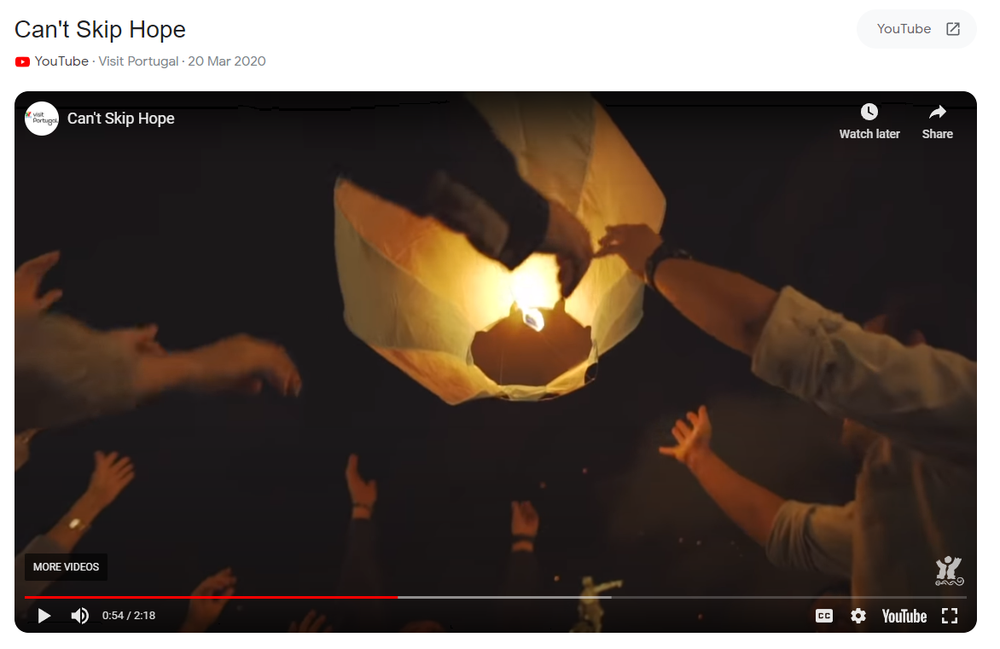 Can't Skip Hope
YouTube
YouTube · Visit Portugal · 20 Mar 2020
visit
Portugal
Can't Skip Hope
Watch later
Share
MORE VIDEOS
0:54 / 2:18
CC
YouTube